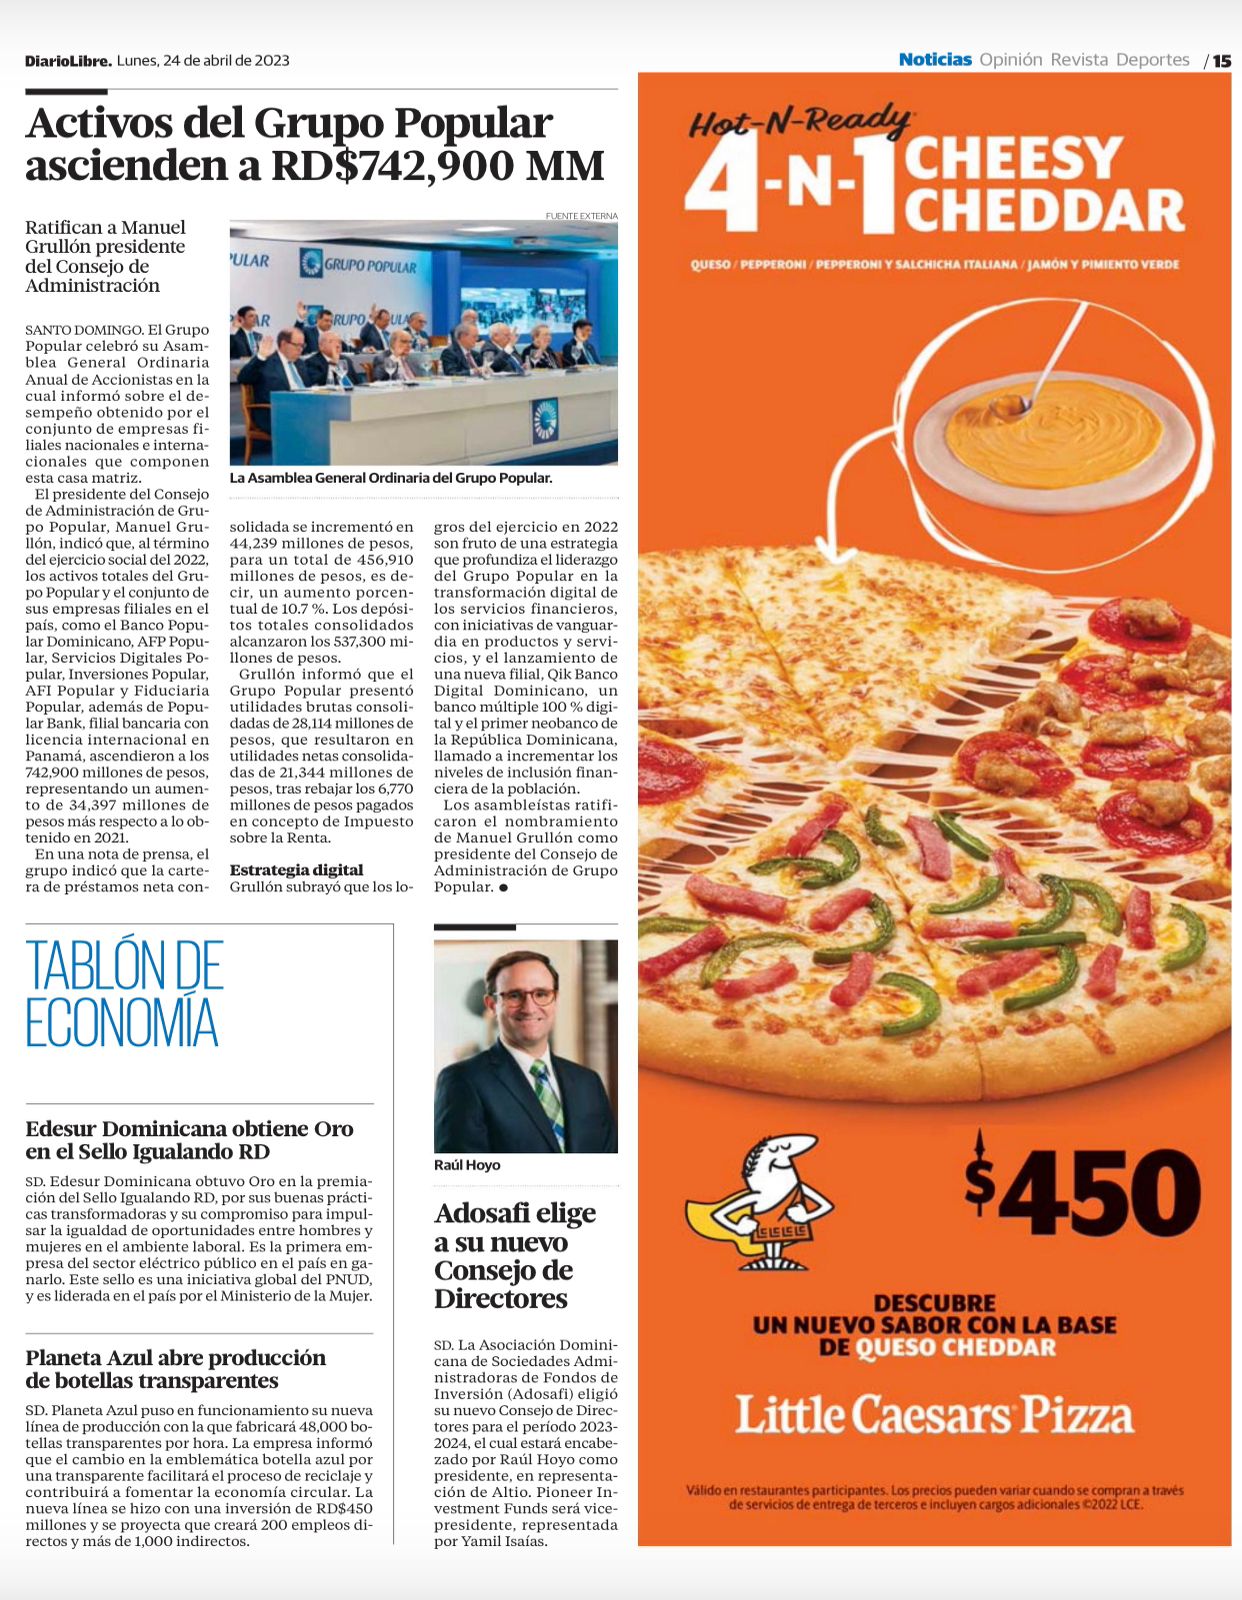 DiarioLibre. Lunes, 24 de abril de 2023
Noticias Opinión Revista Deportes / 15
Activos del Grupo Popular
ascienden a RD$742,900 MM
Ratifican a Manuel
Grullón presidente
del Consejo de
Administración
SANTO DOMINGO. El Grupo
Popular celebró su Asam-
blea General Ordinaria
Anual de Accionistas en la
cual informó sobre el de-
sempeño obtenido por el
conjunto de empresas fi-
liales nacionales e interna-
cionales que componen
esta casa matriz.
El presidente del Consejo
de Administración de Gru-
po Popular, Manuel Gru-
llón, indicó que, al término
del ejercicio social del 2022,
los activos totales del Gru-
po Popular y el conjunto de
sus empresas filiales en el
país, como el Banco Popu-
lar Dominicano, AFP Popu-
lar, Servicios Digitales Po-
pular, Inversiones Popular,
AFI Popular y Fiduciaria
Popular, además de Popu-
lar Bank, filial bancaria con
licencia internacional en
Panamá, ascendieron a los
742,900 millones de pesos,
representando un aumen-
to de 34,397 millones de
pesos más respecto a lo ob-
tenido en 2021.
En una nota de prensa, el
grupo indicó que la carte-
ra de préstamos neta con-
FUENTE EXTERNA
ULAR
GRUPO POPULAR
AR
GRUPO
ULA
La Asamblea General Ordinaria del Grupo Popular.
solidada se incrementó en
44,239 millones de pesos,
para un total de 456,910
millones de pesos, es de-
cir, un aumento porcen-
tual de 10.7 %. Los depósi-
tos totales consolidados
alcanzaron los 537,300 mi-
llones de pesos.
Grullón informó que el
Grupo Popular presentó
utilidades brutas consoli-
dadas de 28,114 millones de
pesos, que resultaron en
utilidades netas consolida-
das de 21,344 millones de
pesos, tras rebajar los 6,770
millones de pesos pagados
en concepto de Impuesto
sobre la Renta.
Estrategia digital
Grullón subrayó que los lo-
gros del ejercicio en 2022
son fruto de una estrategia
que profundiza el liderazgo
del Grupo Popular en la
transformación digital de
los servicios financieros,
con iniciativas de vanguar-
dia en productos y servi-
cios, y el lanzamiento de
una nueva filial, Qik Banco
Digital Dominicano, un
banco múltiple 100 % digi-
tal y el primer neobanco de
la República Dominicana,
llamado a incrementar los
niveles de inclusión finan-
ciera de la población.
Los asambleístas ratifi-
caron el nombramiento
de Manuel Grullón como
presidente del Consejo de
Administración de Grupo
Popular. ●
TABLÓN DE
ECONOMÍA
Edesur Dominicana obtiene Oro
en el Sello Igualando RD
SD. Edesur Dominicana obtuvo Oro en la premia-
ción del Sello Igualando RD, por sus buenas prácti-
cas transformadoras y su compromiso para impul-
sar la igualdad de oportunidades entre hombres y
mujeres en el ambiente laboral. Es la primera em-
presa del sector eléctrico público en el país en ga-
narlo. Este sello es una iniciativa global del PNUD,
y es liderada en el país por el Ministerio de la Mujer.
Planeta Azul abre producción
de botellas transparentes
SD. Planeta Azul puso en funcionamiento su nueva
línea de producción con la que fabricará 48,000 bo-
tellas transparentes por hora. La empresa informó
que el cambio en la emblemática botella azul por
una transparente facilitará el proceso de reciclaje y
contribuirá a fomentar la economía circular. La
nueva línea se hizo con una inversión de RD$450
millones y se proyecta que creará 200 empleos di-
rectos y más de 1,000 indirectos.
Raúl Hoyo
Adosafi elige
a su nuevo
Consejo de
Directores
SD. La Asociación Domini-
cana de Sociedades Admi-
nistradoras de Fondos de
Inversión (Adosafi) eligió
su nuevo Consejo de Direc-
tores para el período 2023-
2024, el cual estará encabe-
zado por Raúl Hoyo como
presidente, en representa-
ción de Altio. Pioneer In-
vestment Funds será vice-
presidente, representada
por Yamil Isaías.
Hot-N-Ready
4-N-1 CHEESY
CHEDDAR
QUESO / PEPPERONI / PEPPERONI Y SALCHICHA ITALIANA / JAMÓN Y PIMIENTO VERDE
$450
DESCUBRE
UN NUEVO SABOR CON LA BASE
DE QUESO CHEDDAR
Little Caesars Pizza
Válido en restaurantes participantes. Los precios pueden variar cuando se compran a través
de servicios de entrega de terceros e incluyen cargos adicionales ©2022 LCE.